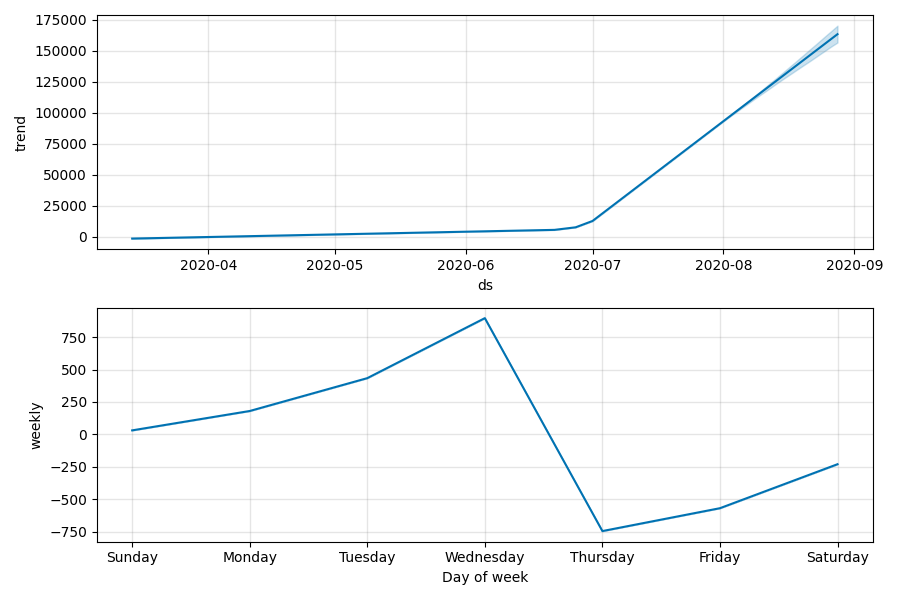 175000
150000
125000
100000
75000
50000
25000
0
trend
2020-04 2020-05 2020-06 2020-07 2020-08 2020-09
ds
750
500
250
0
−250
−500
−750
weekly
Sunday Monday Tuesday Wednesday Thursday Friday Saturday
Day of week